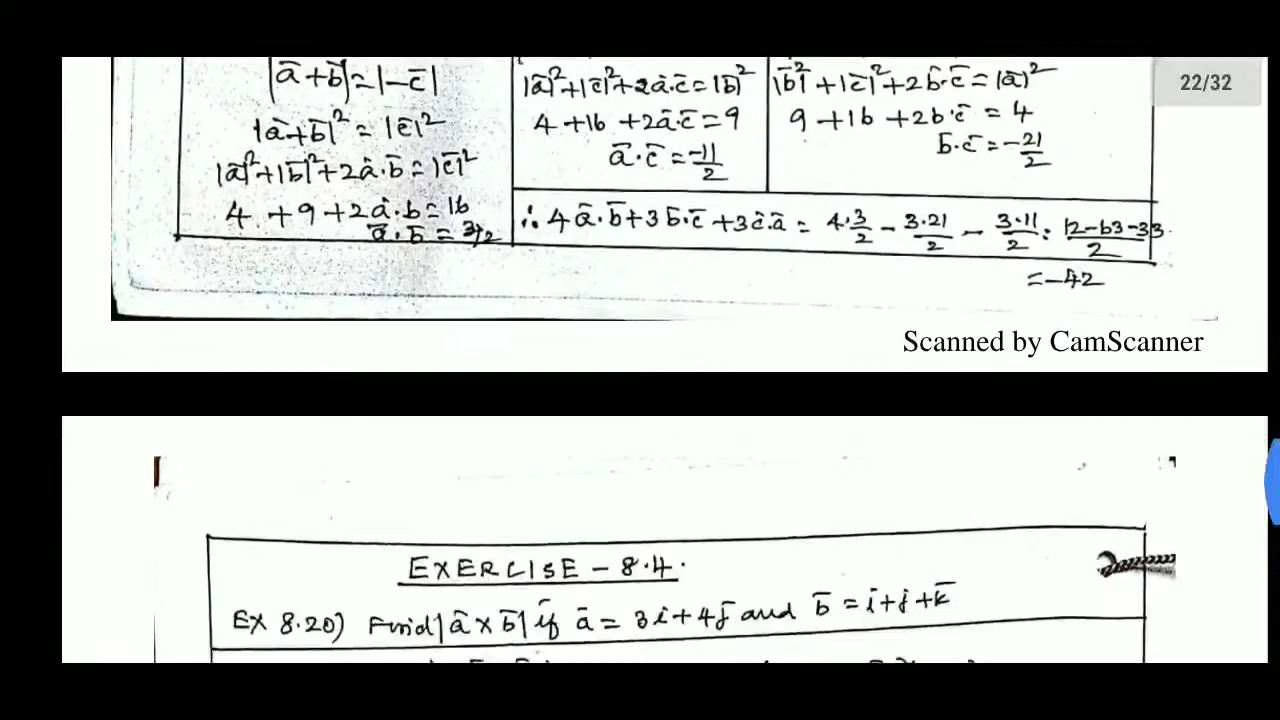 |ā+b̄|=|-c̄|
|ā+b̄|² = |c̄|²
|ā|²+|b̄|²+2ā.b̄=|c̄|²
4 + 9 + 2ā.b = 16
ā.b̄ = 3/2
|ā|²+|c̄|²+2ā.c̄=|b̄|²
4 + 16 + 2ā.c̄ = 9
ā.c̄ = -11/2
|b̄|²+|c̄|²+2b̄.c̄=|ā|²
9 + 16 + 2b.c̄ = 4
b̄.c̄ = -21/2
∴ 4ā.b̄+3b̄.c̄+3c̄.ā = 4.3/2 - 3.21/2 - 3.11/2 = 12-63-33/2
=-42
22/32
Scanned by CamScanner
EXERCISE - 8.4.
EX 8.20) Find |ā x b̄| if ā = 3i+4j̄ and b̄ = ī+j̄+k̄